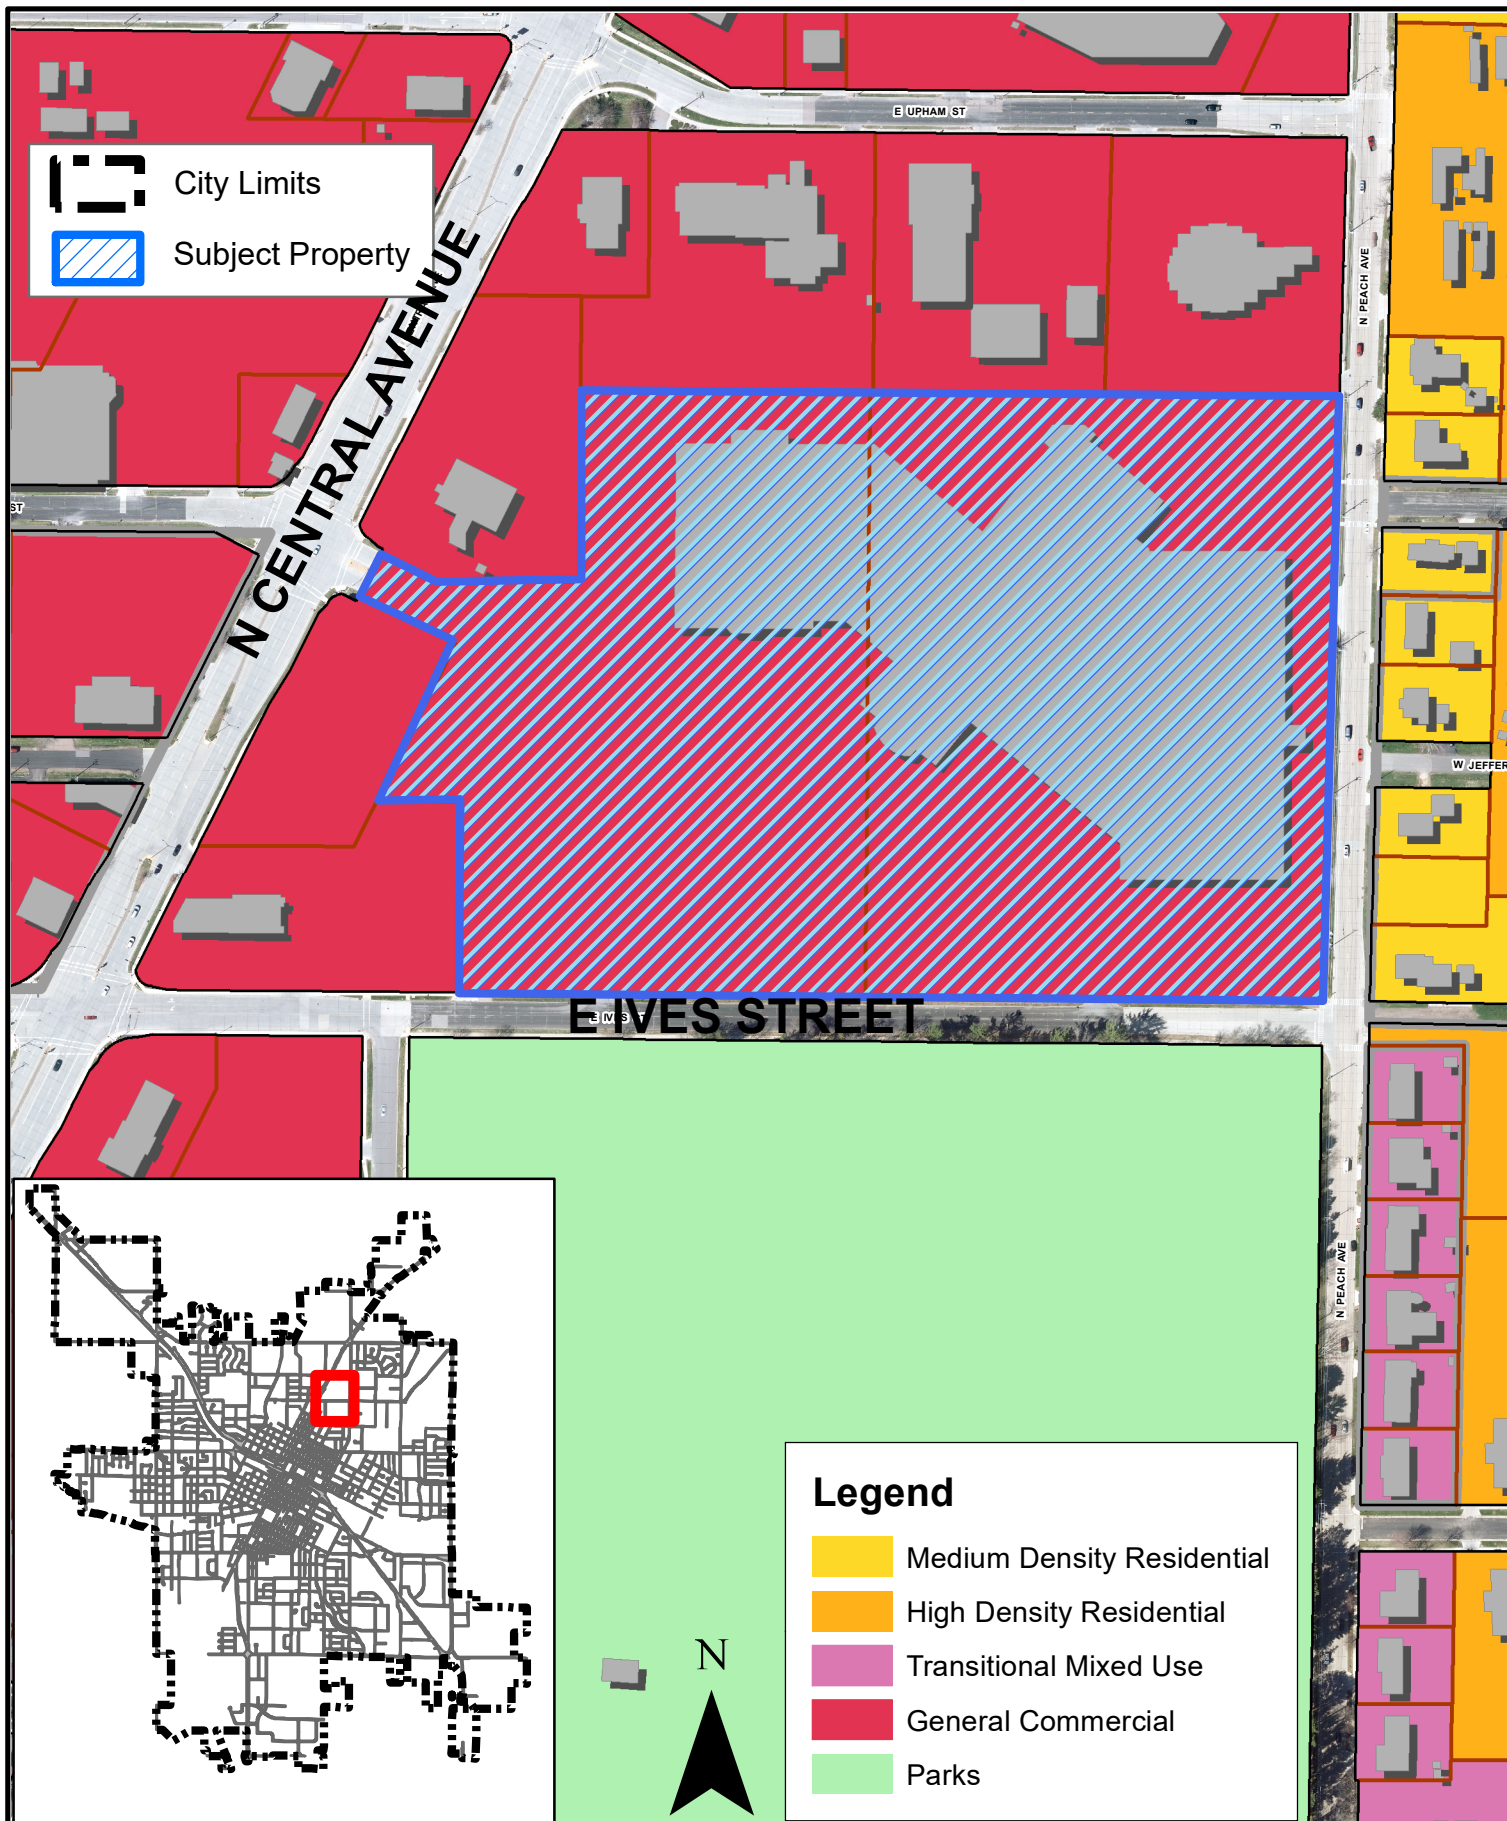 E UPHAM ST
City Limits
Subject Property
N CENTRAL AVENUE
N PEACH AVE
ST
W JEFFER
E IVES STREET
E IVES
N PEACH AVE
Legend
Medium Density Residential
High Density Residential
Transitional Mixed Use
General Commercial
Parks
N